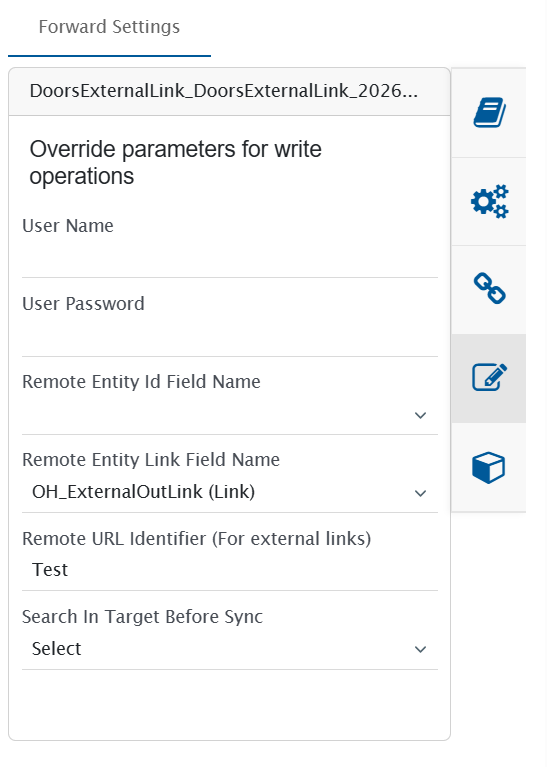 Forward Settings
DoorsExternalLink_DoorsExternalLink_2026...
Override parameters for write
operations
User Name
User Password
Remote Entity Id Field Name
Remote Entity Link Field Name
OH_ExternalOutLink (Link)
Remote URL Identifier (For external links)
Test
Search In Target Before Sync
Select